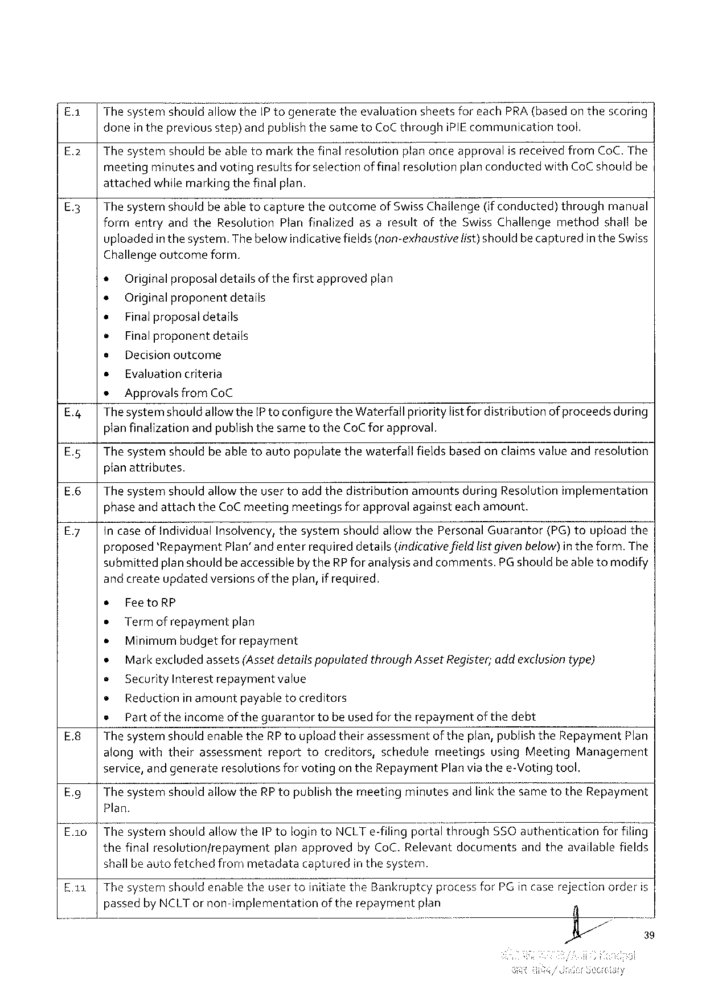 E.1 The system should allow the IP to generate the evaluation sheets for each PRA (based on the scoring
done in the previous step) and publish the same to CoC through iPIE communication tool.
E.2 The system should be able to mark the final resolution plan once approval is received from CoC. The
meeting minutes and voting results for selection of final resolution plan conducted with CoC should be
attached while marking the final plan.
E.3 The system should be able to capture the outcome of Swiss Challenge (if conducted) through manual
form entry and the Resolution Plan finalized as a result of the Swiss Challenge method shall be
uploaded in the system. The below indicative fields (non-exhaustive list) should be captured in the Swiss
Challenge outcome form.
• Original proposal details of the first approved plan
• Original proponent details
• Final proposal details
• Final proponent details
• Decision outcome
• Evaluation criteria
• Approvals from CoC
E.4 The system should allow the IP to configure the Waterfall priority list for distribution of proceeds during
plan finalization and publish the same to the CoC for approval.
E.5 The system should be able to auto populate the waterfall fields based on claims value and resolution
plan attributes.
E.6 The system should allow the user to add the distribution amounts during Resolution implementation
phase and attach the CoC meeting meetings for approval against each amount.
E.7 In case of Individual Insolvency, the system should allow the Personal Guarantor (PG) to upload the
proposed 'Repayment Plan' and enter required details (indicative field list given below) in the form. The
submitted plan should be accessible by the RP for analysis and comments. PG should be able to modify
and create updated versions of the plan, if required.
• Fee to RP
• Term of repayment plan
• Minimum budget for repayment
• Mark excluded assets (Asset details populated through Asset Register; add exclusion type)
• Security Interest repayment value
• Reduction in amount payable to creditors
• Part of the income of the guarantor to be used for the repayment of the debt
E.8 The system should enable the RP to upload their assessment of the plan, publish the Repayment Plan
along with their assessment report to creditors, schedule meetings using Meeting Management
service, and generate resolutions for voting on the Repayment Plan via the e-Voting tool.
E.9 The system should allow the RP to publish the meeting minutes and link the same to the Repayment
Plan.
E.10 The system should allow the IP to login to NCLT e-filing portal through SSO authentication for filing
the final resolution/repayment plan approved by CoC. Relevant documents and the available fields
shall be auto fetched from metadata captured in the system.
E.11 The system should enable the user to initiate the Bankruptcy process for PG in case rejection order is
passed by NCLT or non-implementation of the repayment plan
39
/ Under Secretary